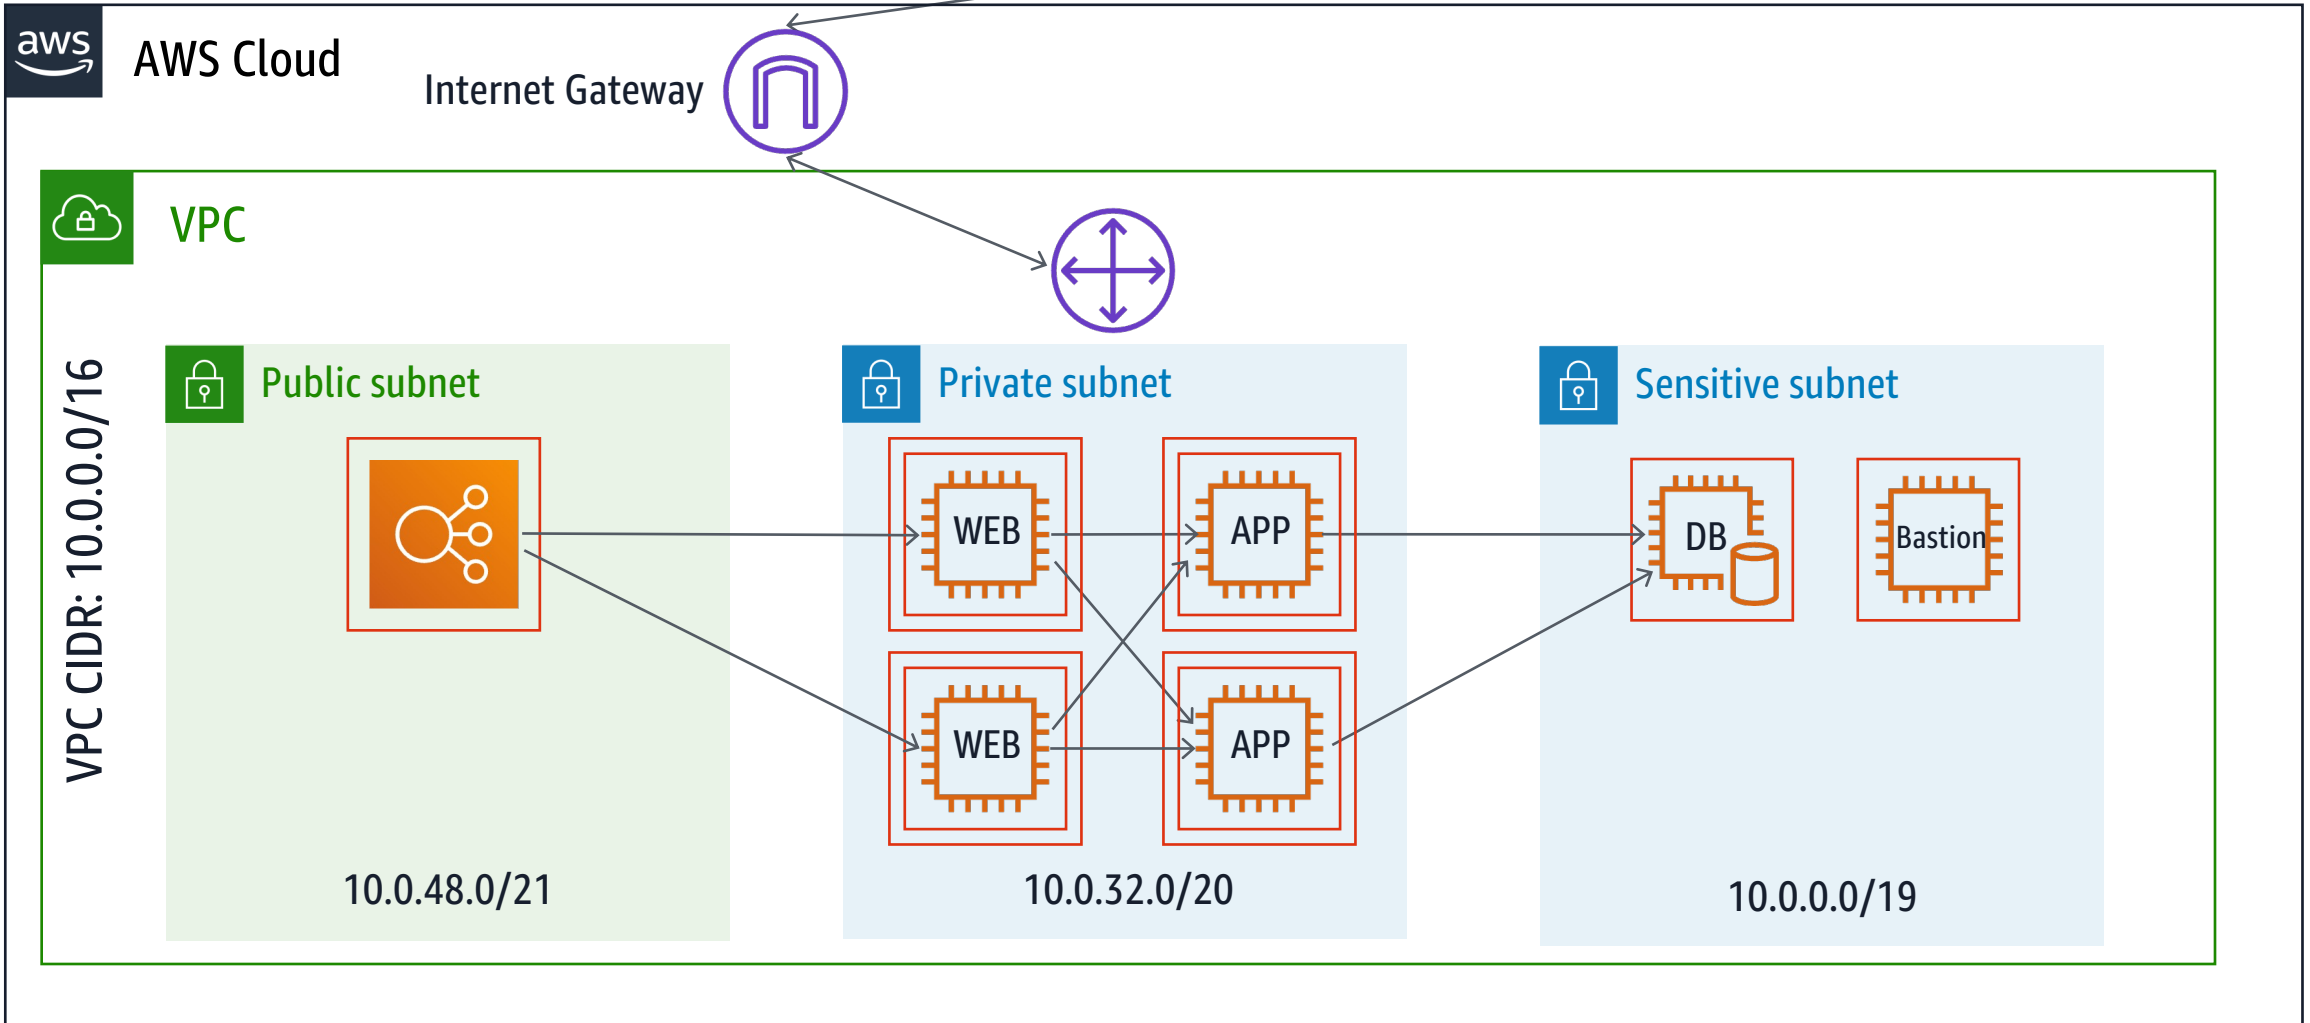 aws
AWS Cloud
Internet Gateway
VPC
VPC CIDR: 10.0.0.0/16
Public subnet
10.0.48.0/21
Private subnet
WEB
APP
WEB
APP
10.0.32.0/20
Sensitive subnet
DB
Bastion
10.0.0.0/19